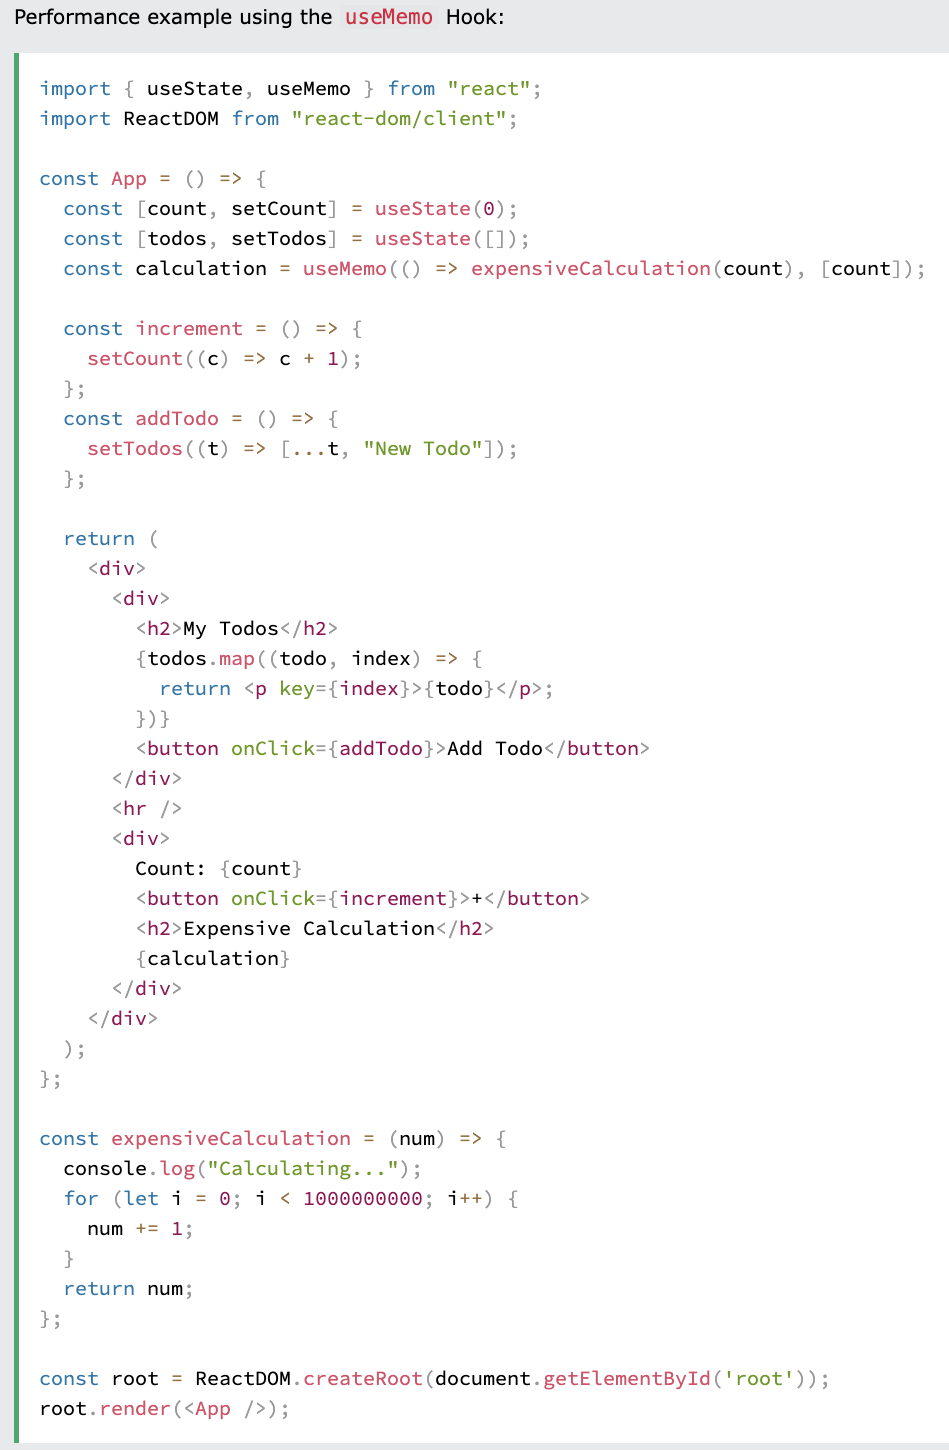 Performance example using the useMemo Hook:
import { useState, useMemo } from "react";
import ReactDOM from "react-dom/client";
const App = () => {
  const [count, setCount] = useState(0);
  const [todos, setTodos] = useState([]);
  const calculation = useMemo(() => expensiveCalculation(count), [count]);
  const increment = () => {
    setCount((c) => c + 1);
  };
  const addTodo = () => {
    setTodos((t) => [...t, "New Todo"]);
  };
  return (
    <div>
      <div>
        <h2>My Todos</h2>
        {todos.map((todo, index) => {
          return <p key={index}>{todo}</p>;
        })}
        <button onClick={addTodo}>Add Todo</button>
      </div>
      <hr />
      <div>
        Count: {count}
        <button onClick={increment}>+</button>
        <h2>Expensive Calculation</h2>
        {calculation}
      </div>
    </div>
  );
};
const expensiveCalculation = (num) => {
  console.log("Calculating...");
  for (let i = 0; i < 1000000000; i++) {
    num += 1;
  }
  return num;
};
const root = ReactDOM.createRoot(document.getElementById('root'));
root.render(<App />);